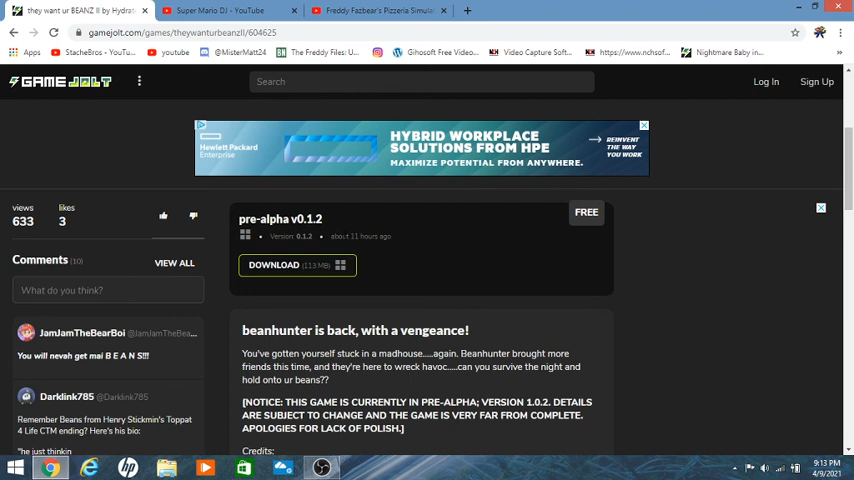 they want ur BEANZ II by Hydrat
Super Mario DJ - YouTube
Freddy Fazbear's Pizzeria Simula
gamejolt.com/games/theywanturbeanzII/604625
Apps
StacheBros - YouTu...
youtube
@MisterMatt24
The Freddy Files: U...
Gihosoft Free Video...
Video Capture Soft...
https://www.nchsof...
Nightmare Baby in...
GAME JOLT
Search
Log In
Sign Up
Hewlett Packard
Enterprise
HYBRID WORKPLACE
SOLUTIONS FROM HPE
MAXIMIZE POTENTIAL FROM ANYWHERE.
REINVENT
THE WAY
YOU WORK
views
633
likes
3
Comments (10)
VIEW ALL
What do you think?
JamJamTheBearBoi @JamJamTheBea...
You will nevah get mai B E A N S!!!
Darklink785 @Darklink785
Remember Beans from Henry Stickmin's Toppat
4 Life CTM ending? Here's his bio:
"he just thinkin
pre-alpha v0.1.2
FREE
Version: 0.1.2 • about 11 hours ago
DOWNLOAD (113 MB)
beanhunter is back, with a vengeance!
You've gotten yourself stuck in a madhouse.....again. Beanhunter brought more
friends this time, and they're here to wreck havoc.....can you survive the night and
hold onto ur beans??
[NOTICE: THIS GAME IS CURRENTLY IN PRE-ALPHA; VERSION 1.0.2. DETAILS
ARE SUBJECT TO CHANGE AND THE GAME IS VERY FAR FROM COMPLETE.
APOLOGIES FOR LACK OF POLISH.]
Credits:
9:13 PM
4/9/2021